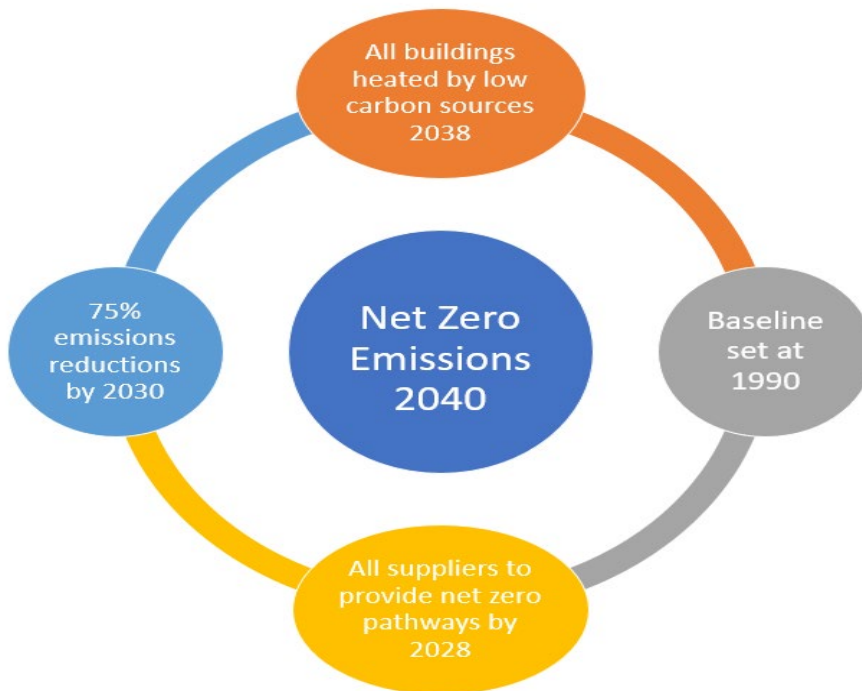 All buildings
heated by low
carbon sources
2038
75%
emissions
reductions
by 2030
Net Zero
Emissions
2040
Baseline
set at
1990
All suppliers to
provide net zero
pathways by
2028